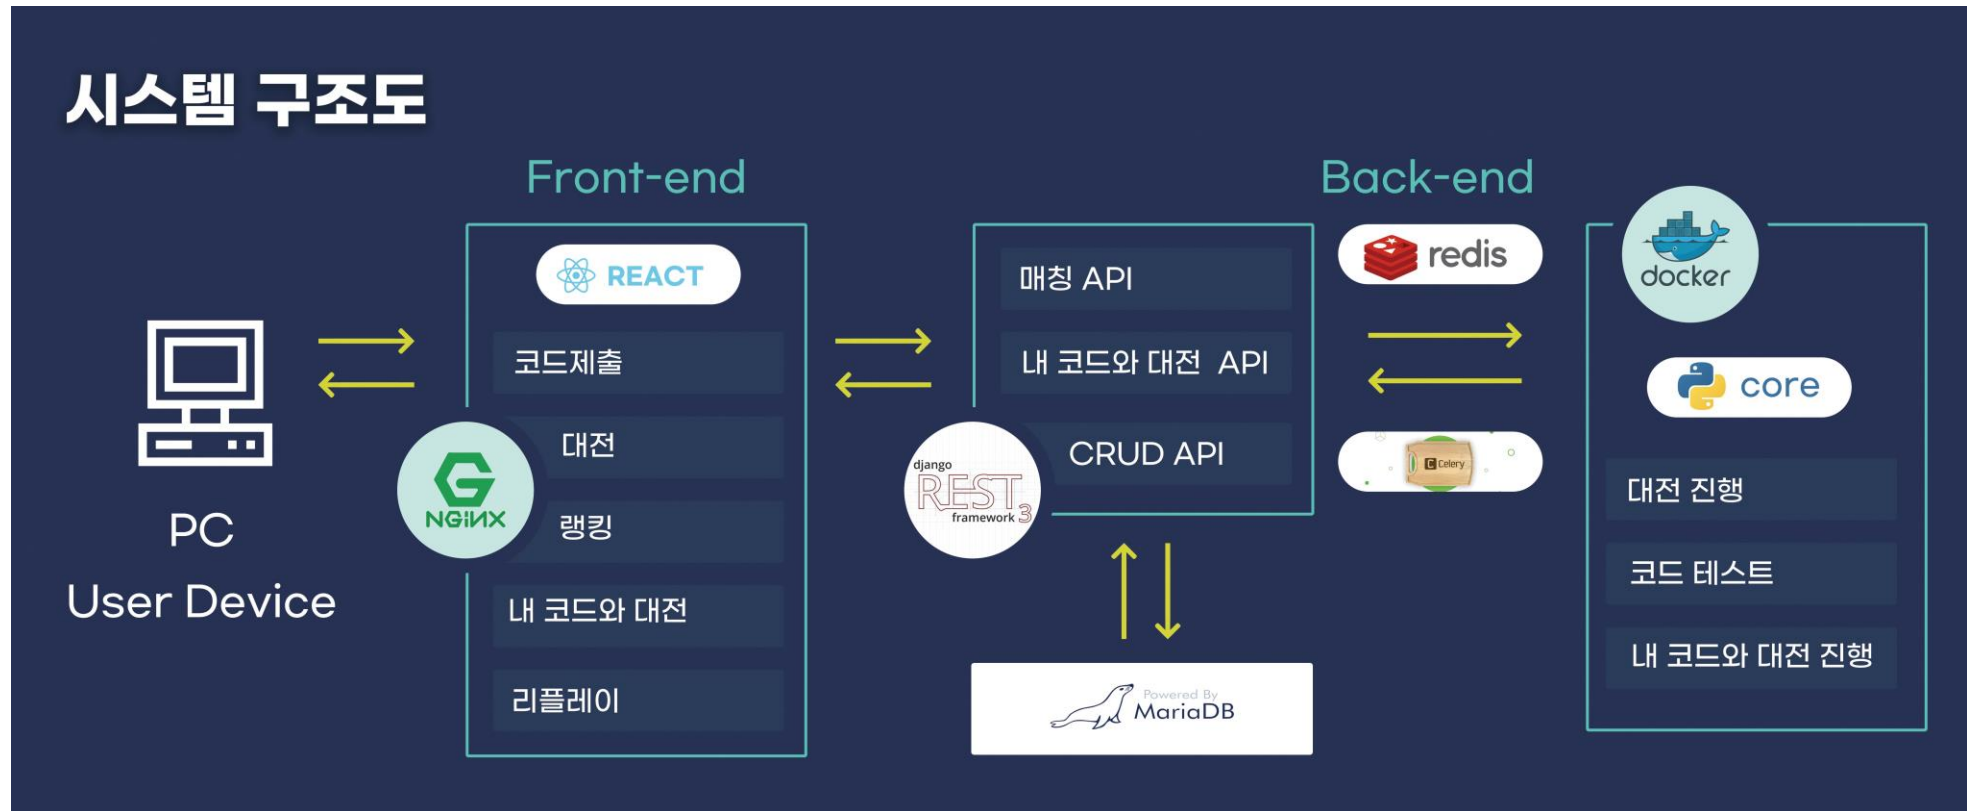 시스템 구조도
Front-end
Back-end
PC
User Device
REACT
코드제출
대전
랭킹
내 코드와 대전
리플레이
NGiNX
매칭 API
내 코드와 대전 API
CRUD API
django
REST
framework 3
Powered By
MariaDB
redis
Celery
docker
core
대전 진행
코드 테스트
내 코드와 대전 진행